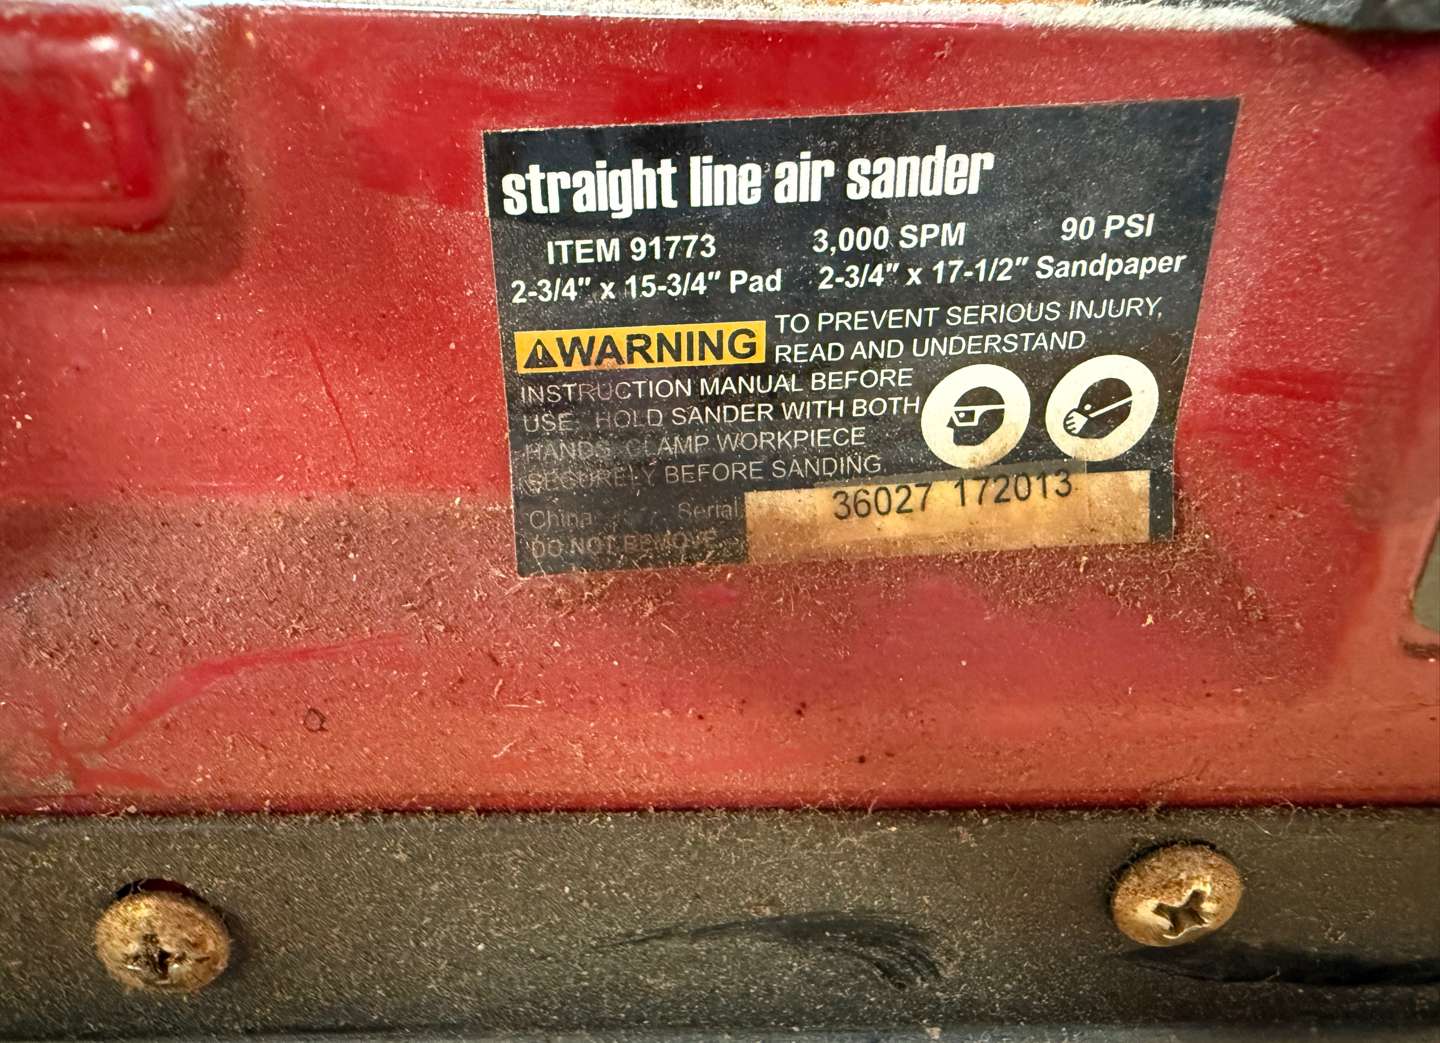 straight line air sander
ITEM 91773 3,000 SPM 90 PSI
2-3/4" x 15-3/4" Pad 2-3/4" x 17-1/2" Sandpaper
⚠WARNING TO PREVENT SERIOUS INJURY,
READ AND UNDERSTAND
INSTRUCTION MANUAL BEFORE
USE. HOLD SANDER WITH BOTH
HANDS. CLAMP WORKPIECE
SECURELY BEFORE SANDING.
China Serial 36027 172013
DO NOT REMOVE